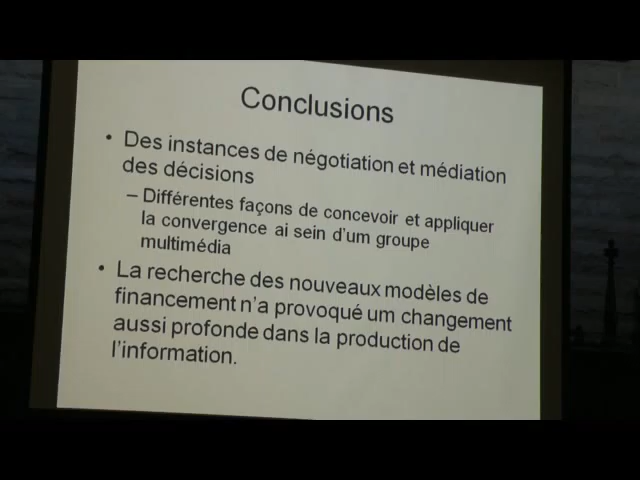 Conclusions
• Des instances de négotiation et médiation
des décisions
– Différentes façons de concevoir et appliquer
la convergence ai sein d'um groupe
multimédia
• La recherche des nouveaux modèles de
financement n'a provoqué um changement
aussi profonde dans la production de
l'information.